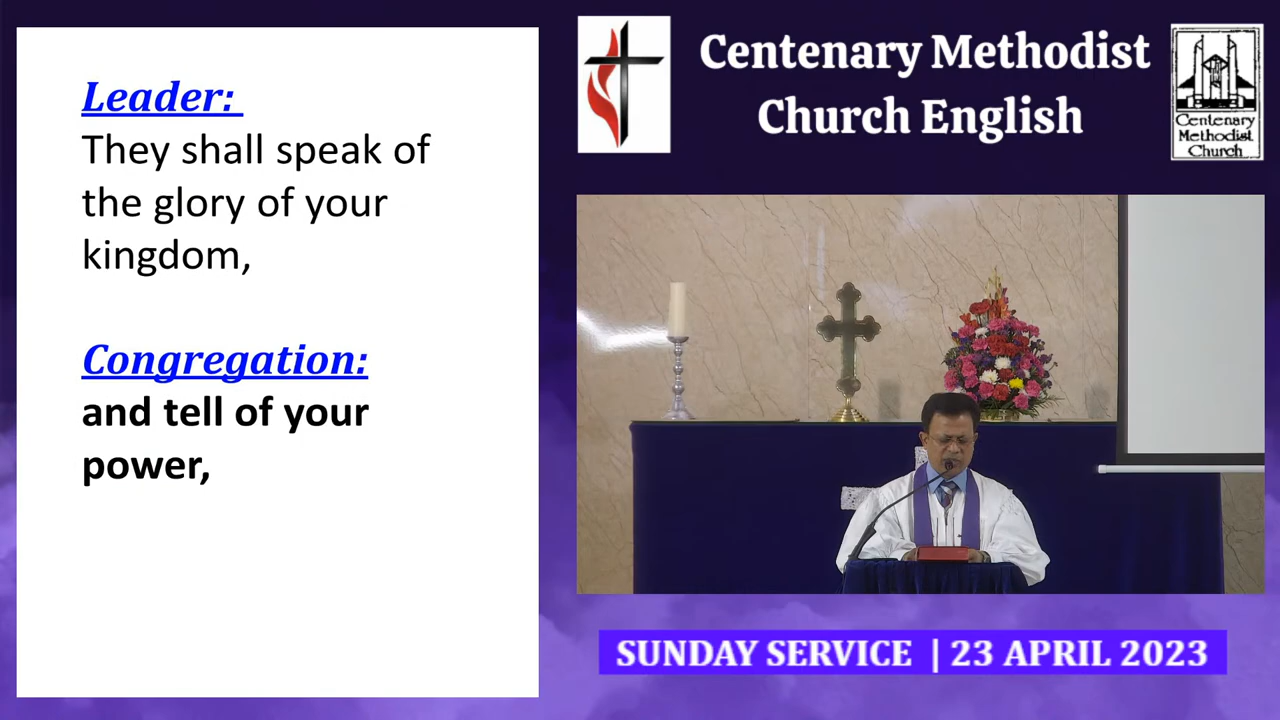 Leader:
They shall speak of
the glory of your
kingdom,
Congregation:
and tell of your
power,
Centenary Methodist
Church English
Centenary
Methodist
Church
SUNDAY SERVICE | 23 APRIL 2023